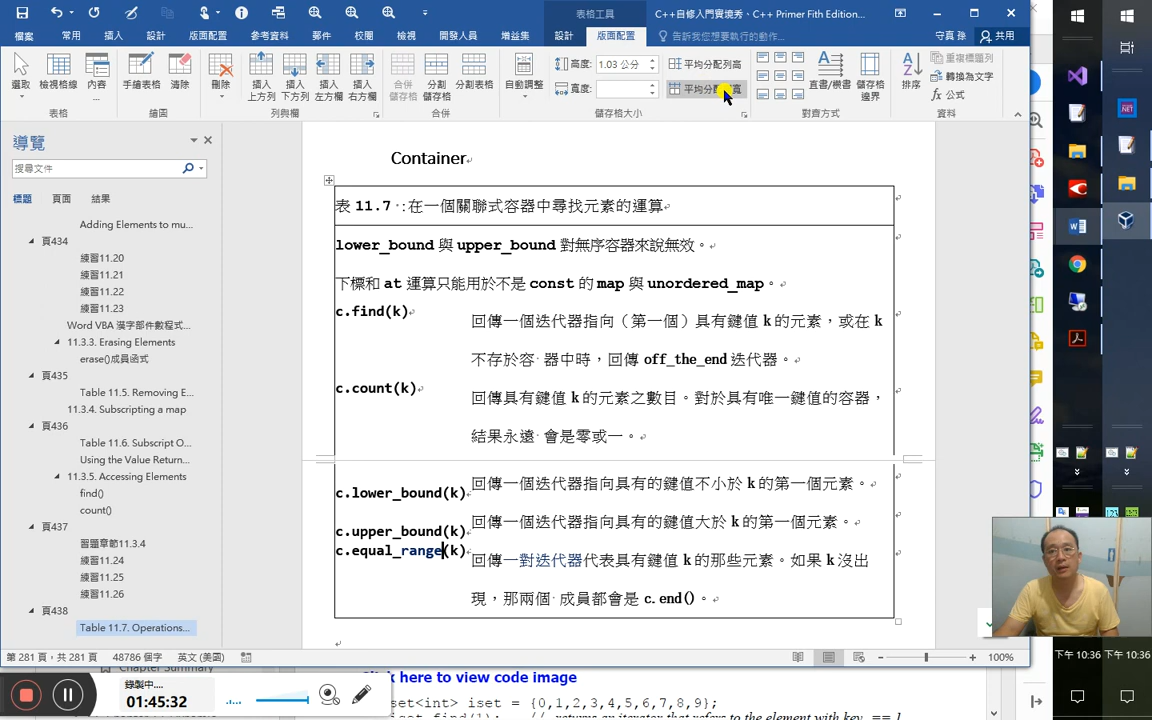 表格工具
C++自修入門實境秀、C++ Primer Fith Edition...
檔案 常用 插入 設計 版面配置 參考資料 郵件 校閱 檢視 開發人員 增益集 設計 版面配置 告訴我您想要執行的動作... 守真 孫 共用
選取 檢視格線 內容 ... 手繪表格 清除 刪除 插入上方列 插入下方列 插入左方欄 插入右方欄 合併儲存格 分割儲存格 分割表格 自動調整
高度: 1.03 公分 平均分配列高
寬度:
直書/橫書 儲存格邊界 排序 重複標題列
轉換為文字
公式
表格 繪圖 列與欄 合併 儲存格大小 對齊方式 資料
導覽
搜尋文件
標題 頁面 結果
Adding Elements to mu...
頁434
練習11.20
練習11.21
練習11.22
練習11.23
Word VBA 漢字部件數程式...
11.3.3. Erasing Elements
erase()成員函式
頁435
Table 11.5. Removing E...
11.3.4. Subscripting a map
頁436
Table 11.6. Subscript O...
Using the Value Return...
11.3.5. Accessing Elements
find()
count()
頁437
習題章節11.3.4
練習11.24
練習11.25
練習11.26
頁438
Table 11.7. Operations...
Container
表 11.7 :在一個關聯式容器中尋找元素的運算
lower_bound 與 upper_bound 對無序容器來說無效。
下標和 at 運算只能用於不是 const 的 map 與 unordered_map。
c.find(k)
回傳一個迭代器指向（第一個）具有鍵值 k 的元素，或在 k
不存於容 器中時，回傳 off_the_end 迭代器。
c.count(k)
回傳具有鍵值 k 的元素之數目。對於具有唯一鍵值的容器，
結果永遠 會是零或一。
c.lower_bound(k)
回傳一個迭代器指向具有的鍵值不小於 k 的第一個元素。
c.upper_bound(k)
回傳一個迭代器指向具有的鍵值大於 k 的第一個元素。
c.equal_range(k)
回傳一對迭代器代表具有鍵值 k 的那些元素。如果 k 沒出
現，那兩個 成員都會是 c.end()。
第 281 頁，共 281 頁 48786 個字 英文 (美國) 100%
下午 10:36 下午 10:36
錄製中...
01:45:32
here to view code image
set<int> iset = {0,1,2,3,4,5,6,7,8,9};